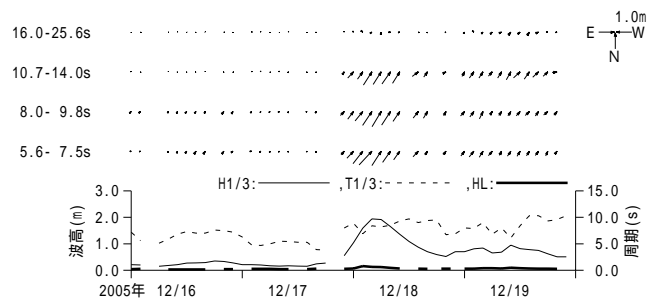 1.0m
16.0-25.6s
E W
N
10.7-14.0s
8.0- 9.8s
5.6- 7.5s
H1/3: ,T1/3: ,HL:
3.0 15.0
2.0 10.0
1.0 5.0
0.0 0.0
波高(m)
周期(s)
2005年 12/16 12/17 12/18 12/19